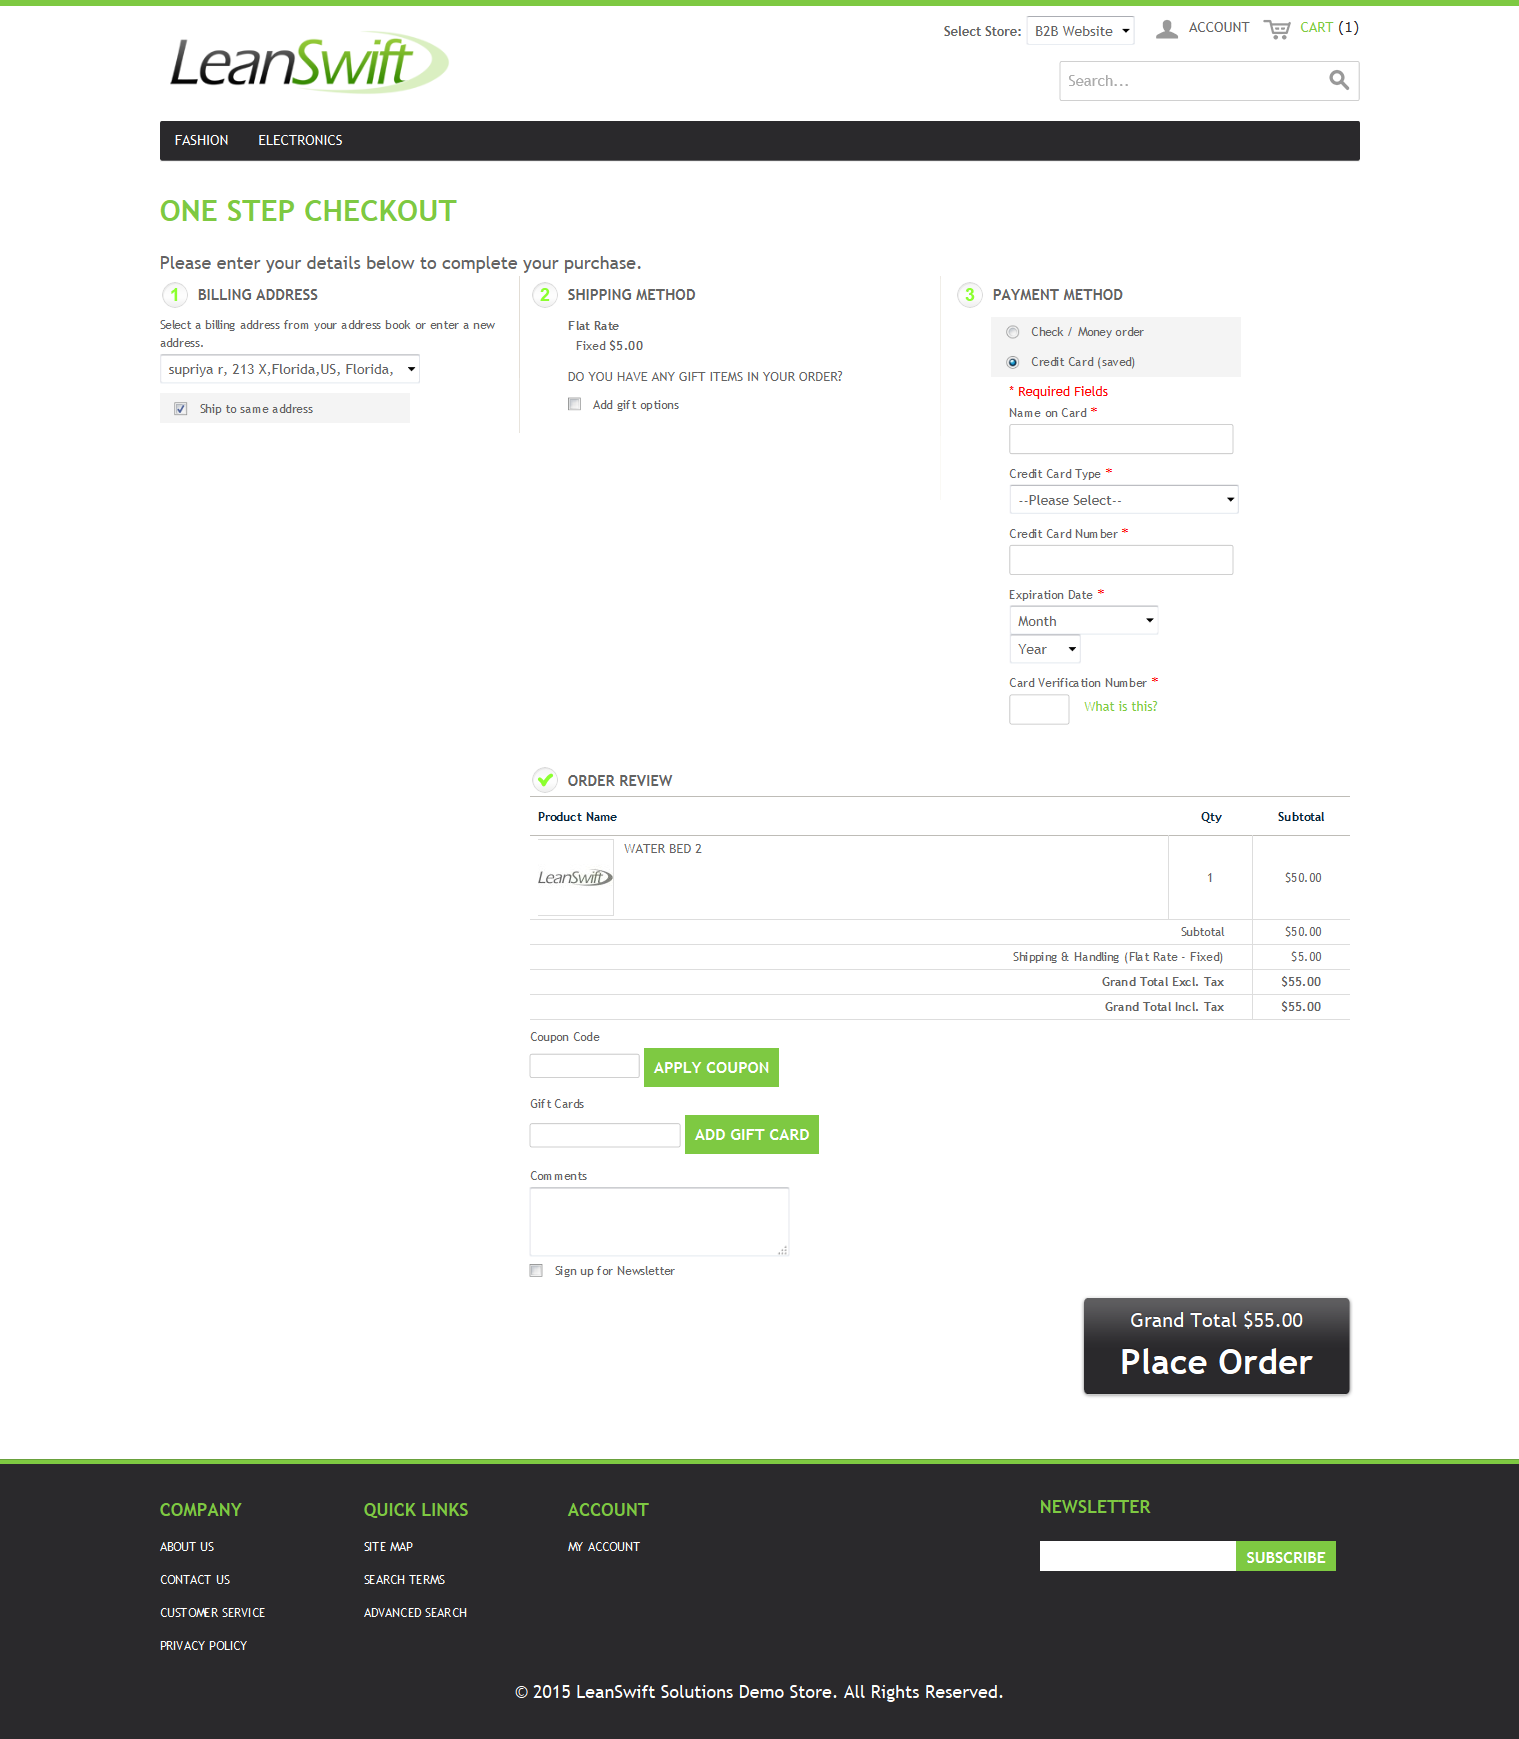 Select Store: B2B Website ACCOUNT CART (1)
LeanSwift
Search...
FASHION ELECTRONICS
ONE STEP CHECKOUT
Please enter your details below to complete your purchase.
1 BILLING ADDRESS
Select a billing address from your address book or enter a new
address.
supriya r, 213 X,Florida,US, Florida,
Ship to same address
2 SHIPPING METHOD
Flat Rate
Fixed $5.00
DO YOU HAVE ANY GIFT ITEMS IN YOUR ORDER?
Add gift options
3 PAYMENT METHOD
Check / Money order
Credit Card (saved)
* Required Fields
Name on Card *
Credit Card Type *
--Please Select--
Credit Card Number *
Expiration Date *
Month
Year
Card Verification Number *
What is this?
ORDER REVIEW
Product Name Qty Subtotal
LeanSwift WATER BED 2 1 $50.00
Subtotal $50.00
Shipping & Handling (Flat Rate - Fixed) $5.00
Grand Total Excl. Tax $55.00
Grand Total Incl. Tax $55.00
Coupon Code
APPLY COUPON
Gift Cards
ADD GIFT CARD
Comments
Sign up for Newsletter
Grand Total $55.00
Place Order
COMPANY
ABOUT US
CONTACT US
CUSTOMER SERVICE
PRIVACY POLICY
QUICK LINKS
SITE MAP
SEARCH TERMS
ADVANCED SEARCH
ACCOUNT
MY ACCOUNT
NEWSLETTER
SUBSCRIBE
© 2015 LeanSwift Solutions Demo Store. All Rights Reserved.